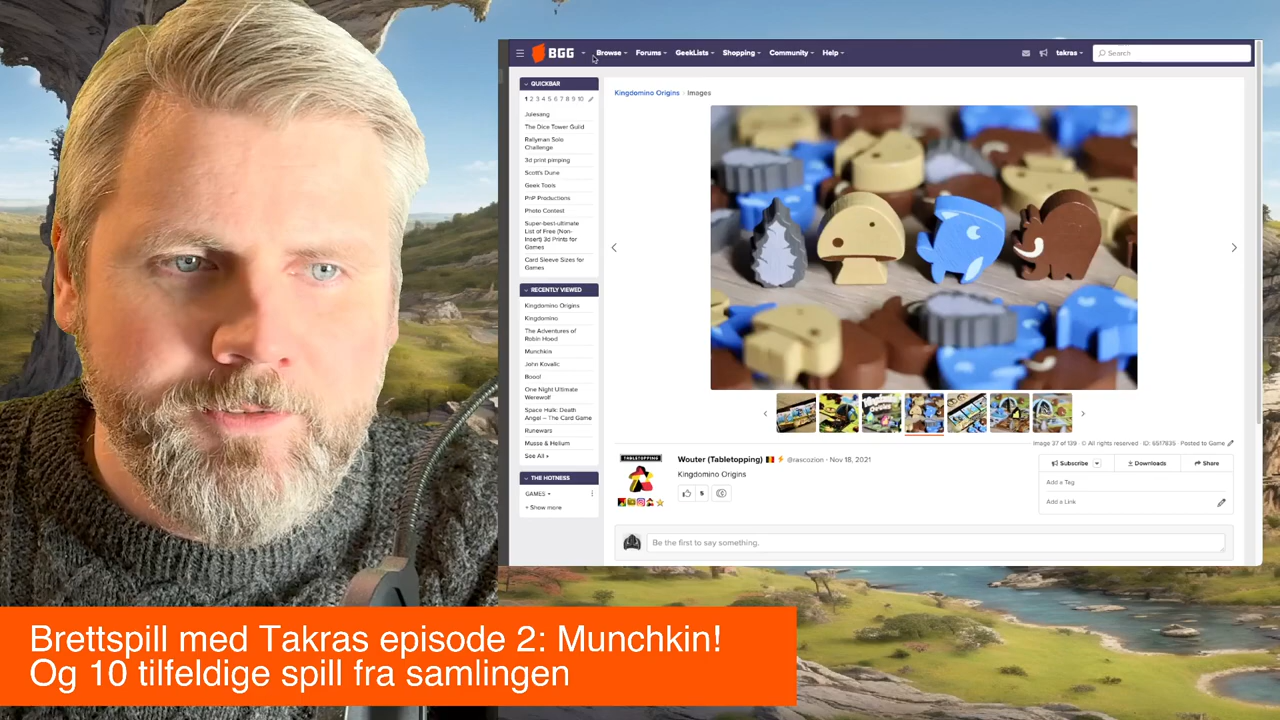 BGG
Browse
Forums
GeekLists
Shopping
Community
Help
takras
Search
QUICKBAR
1 2 3 4 5 6 7 8 9 10
Julesang
The Dice Tower Guild
Rallyman Solo
Challenge
3d print pimping
Scott's Dune
Geek Tools
PnP Productions
Photo Contest
Super-best-ultimate
List of Free (Non-
Insert) 3d Prints for
Games
Card Sleeve Sizes for
Games
RECENTLY VIEWED
Kingdomino Origins
Kingdomino
The Adventures of
Robin Hood
Munchkin
John Kovalic
Booo!
One Night Ultimate
Werewolf
Space Hulk: Death
Angel – The Card Game
Runewars
Musse & Helium
See All »
THE HOTNESS
GAMES
+ Show more
Kingdomino Origins › Images
Image 37 of 139 · © All rights reserved · ID: 6517635 · Posted to Game
TABLETOPPING
Wouter (Tabletopping) @rascozion · Nov 18, 2021
Kingdomino Origins
5
Subscribe
Downloads
Share
Add a Tag
Add a Link
Be the first to say something.
Brettspill med Takras episode 2: Munchkin!
Og 10 tilfeldige spill fra samlingen